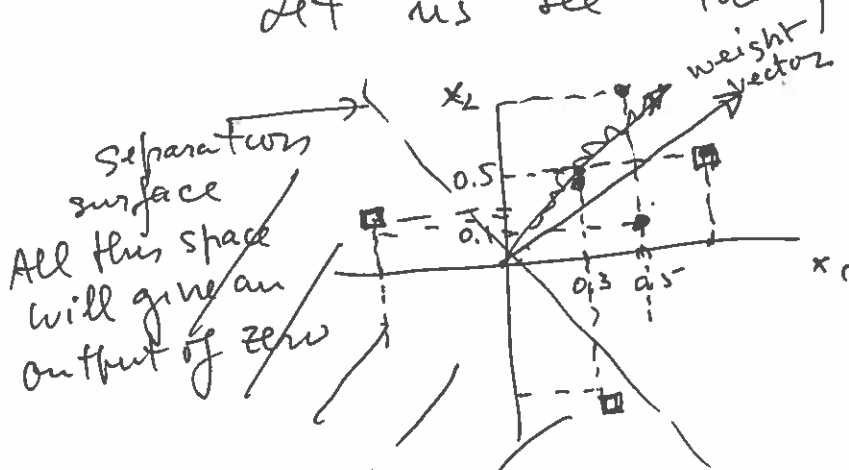 Let us see
weight
vector
x2
Separation
surface
0.5
All this space
will give an
output of zero
0.1
0.3 0.5
x1